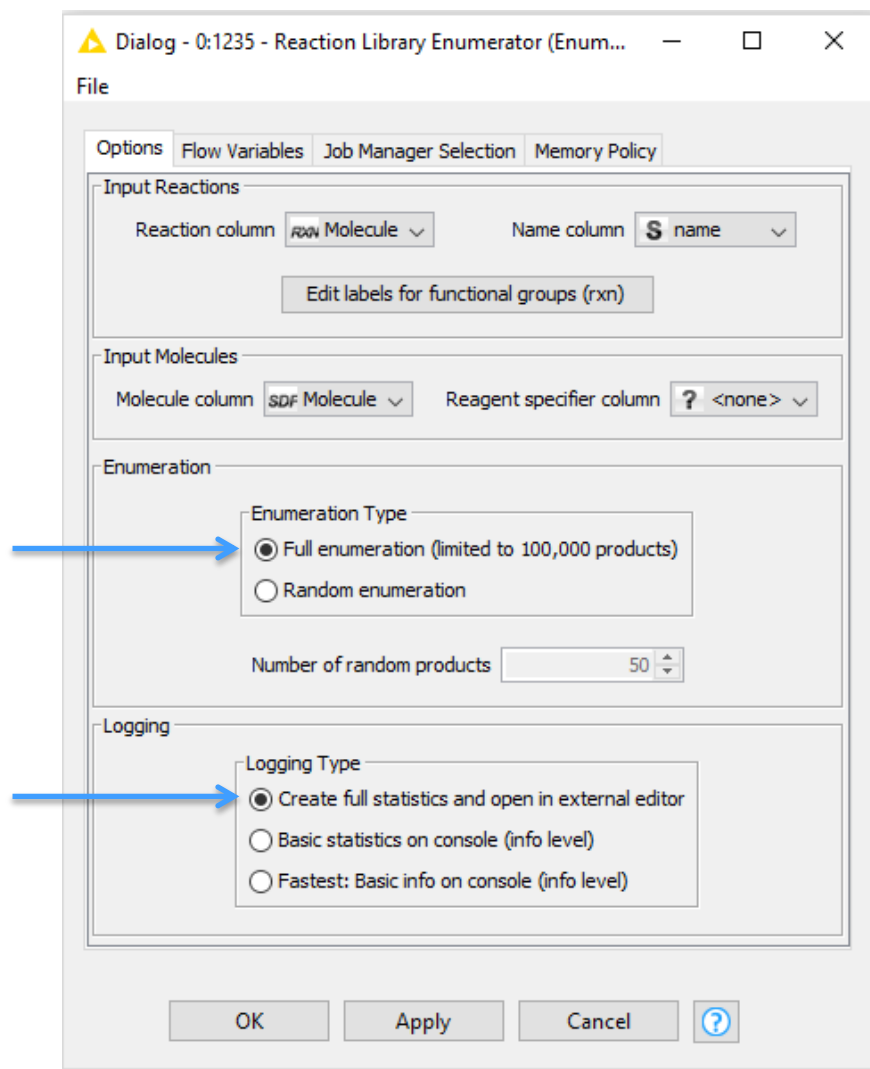 Dialog - 0:1235 - Reaction Library Enumerator (Enum...
File
Options Flow Variables Job Manager Selection Memory Policy
Input Reactions
Reaction column RXN Molecule Name column S name
Edit labels for functional groups (rxn)
Input Molecules
Molecule column SDF Molecule Reagent specifier column ? <none>
Enumeration
Enumeration Type
Full enumeration (limited to 100,000 products)
Random enumeration
Number of random products 50
Logging
Logging Type
Create full statistics and open in external editor
Basic statistics on console (info level)
Fastest: Basic info on console (info level)
OK Apply Cancel ?